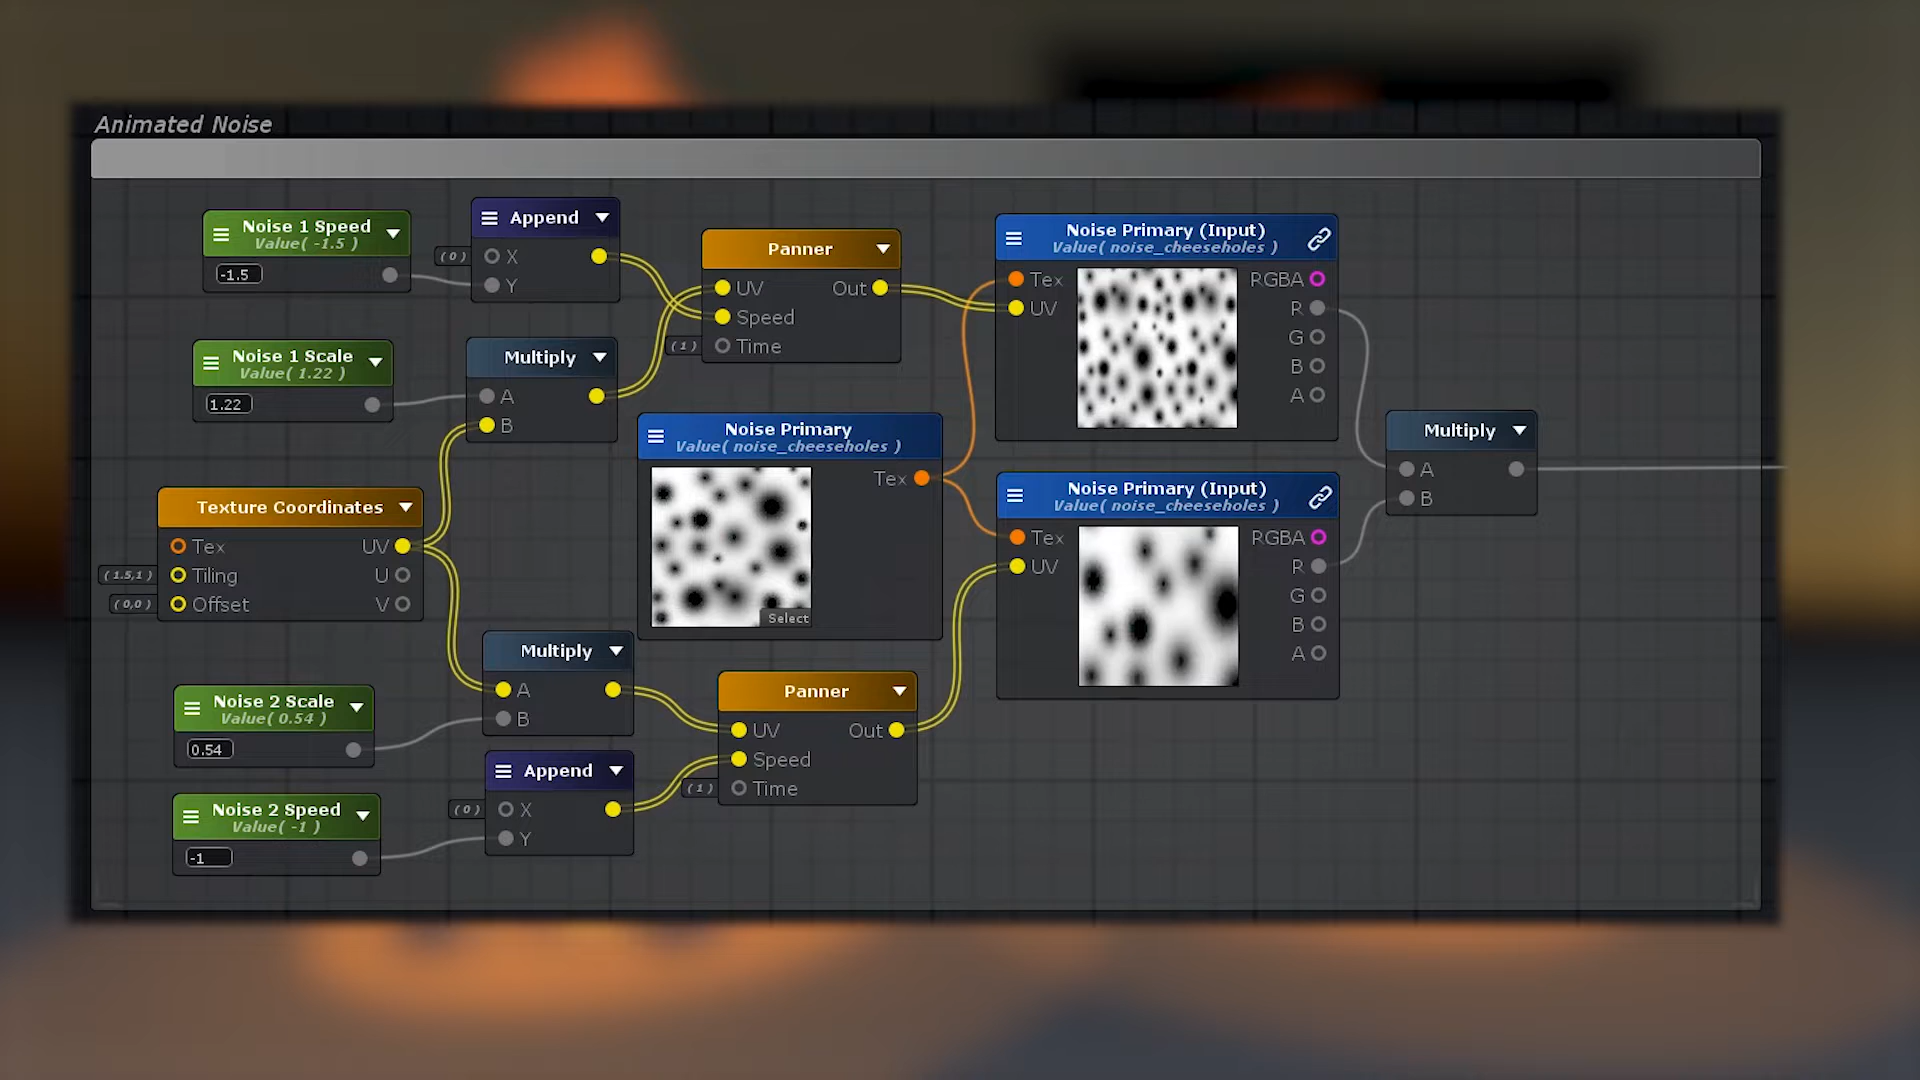 Animated Noise
Noise 1 Speed
Value( -1.5 )
-1.5
Append
( 0 )
X
Y
Panner
UV
Out
Speed
( 1 )
Time
Noise Primary (Input)
Value( noise_cheeseholes )
Tex
RGBA
UV
R
G
B
A
Noise 1 Scale
Value( 1.22 )
1.22
Multiply
A
B
Noise Primary
Value( noise_cheeseholes )
Tex
Select
Multiply
A
B
Texture Coordinates
Tex
UV
( 1.5,1 )
Tiling
U
( 0,0 )
Offset
V
Noise Primary (Input)
Value( noise_cheeseholes )
Tex
RGBA
UV
R
G
B
A
Multiply
A
B
Noise 2 Scale
Value( 0.54 )
0.54
Panner
UV
Out
Speed
( 1 )
Time
Append
( 0 )
X
Y
Noise 2 Speed
Value( -1 )
-1